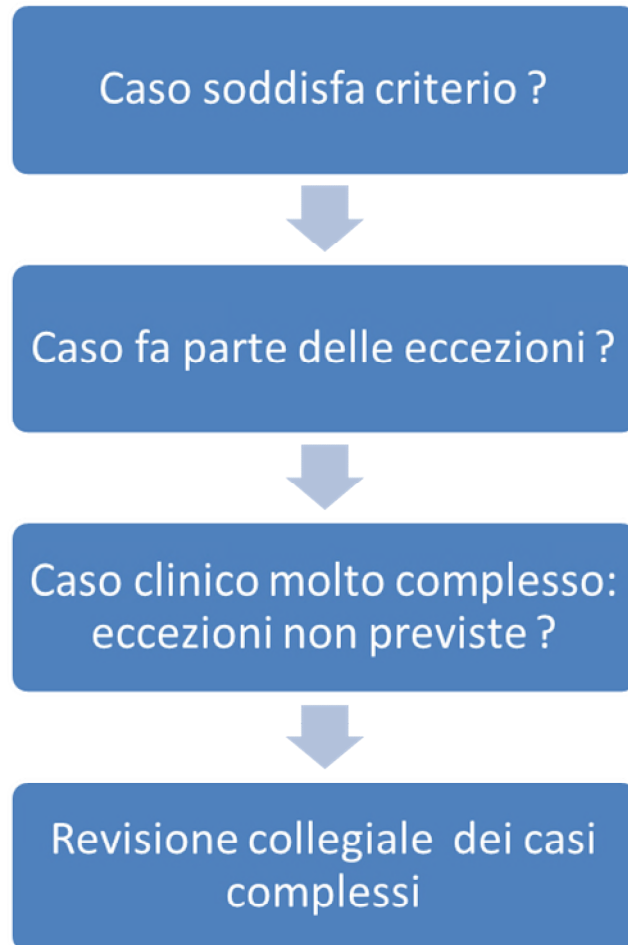 Caso soddisfa criterio ?
Caso fa parte delle eccezioni ?
Caso clinico molto complesso:
eccezioni non previste ?
Revisione collegiale dei casi
complessi